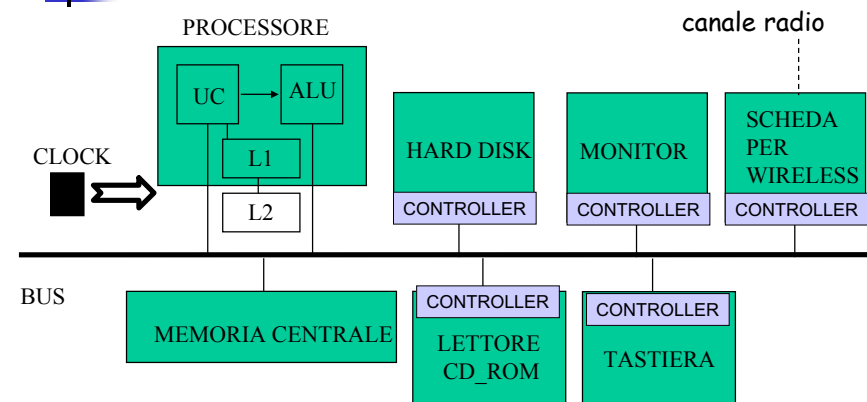 PROCESSORE
canale radio
UC
ALU
L1
L2
CLOCK
HARD DISK
CONTROLLER
MONITOR
CONTROLLER
SCHEDA
PER
WIRELESS
CONTROLLER
BUS
MEMORIA CENTRALE
CONTROLLER
LETTORE
CD_ROM
CONTROLLER
TASTIERA